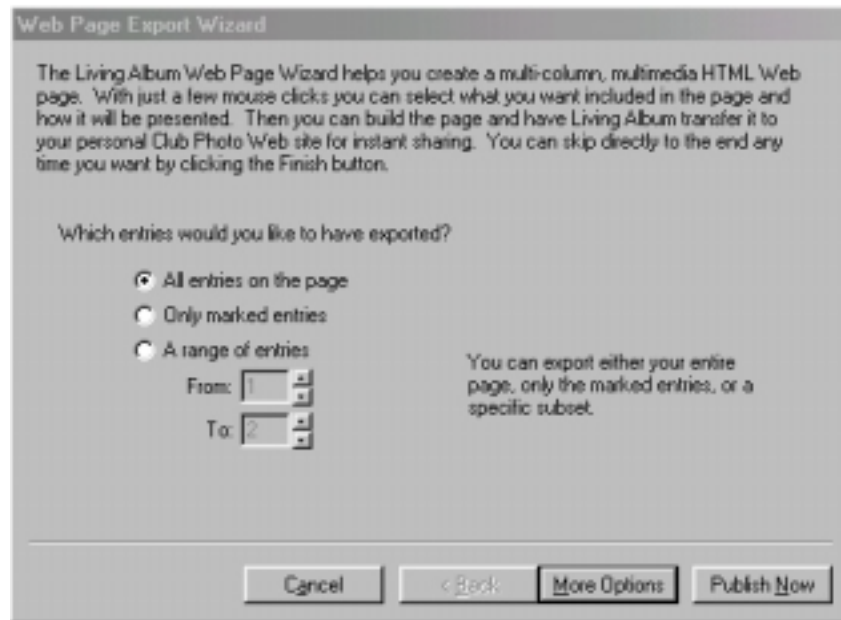 Web Page Export Wizard
The Living Album Web Page Wizard helps you create a multi-column, multimedia HTML Web
page. With just a few mouse clicks you can select what you want included in the page and
how it will be presented. Then you can build the page and have Living Album transfer it to
your personal Club Photo Web site for instant sharing. You can skip directly to the end any
time you want by clicking the Finish button.
Which entries would you like to have exported?
All entries on the page
Only marked entries
A range of entries
From: 1
To: 2
You can export either your entire
page, only the marked entries, or a
specific subset.
Cancel
< Back
More Options
Publish Now